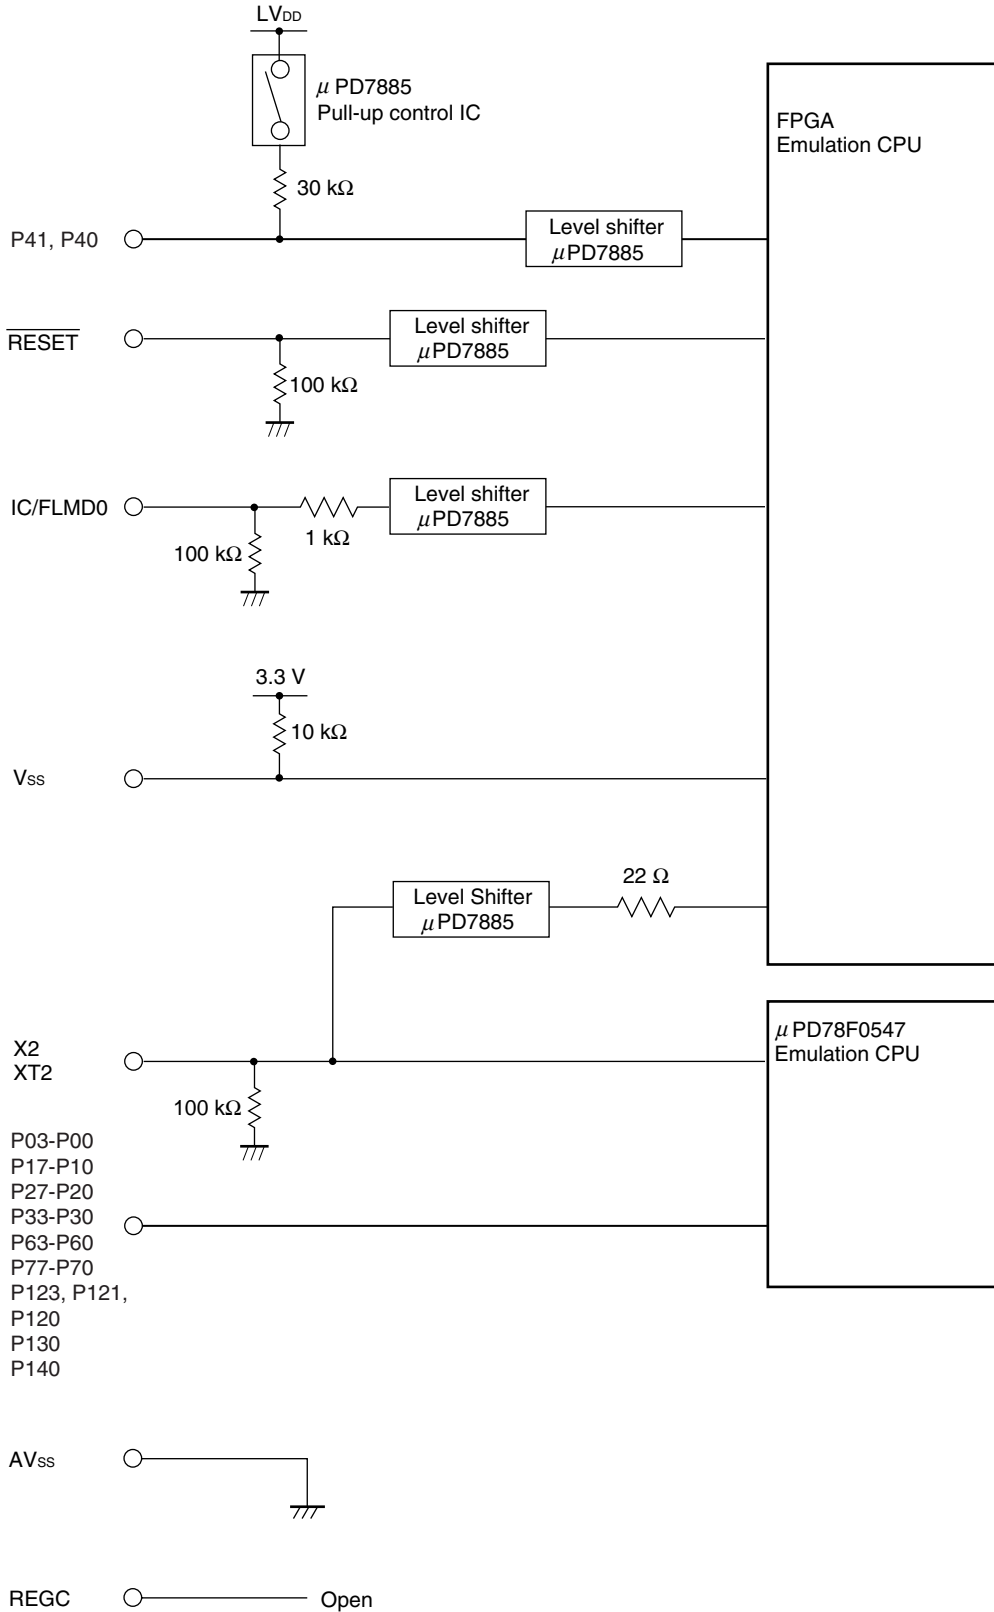 LVDD
μ PD7885
Pull-up control IC
FPGA
Emulation CPU
30 kΩ
P41, P40
Level shifter
μPD7885
RESET
Level shifter
μPD7885
100 kΩ
IC/FLMD0
Level shifter
μPD7885
1 kΩ
100 kΩ
3.3 V
10 kΩ
VSS
22 Ω
Level Shifter
μPD7885
μPD78F0547
Emulation CPU
X2
XT2
100 kΩ
P03-P00
P17-P10
P27-P20
P33-P30
P63-P60
P77-P70
P123, P121,
P120
P130
P140
AVSS
REGC
Open